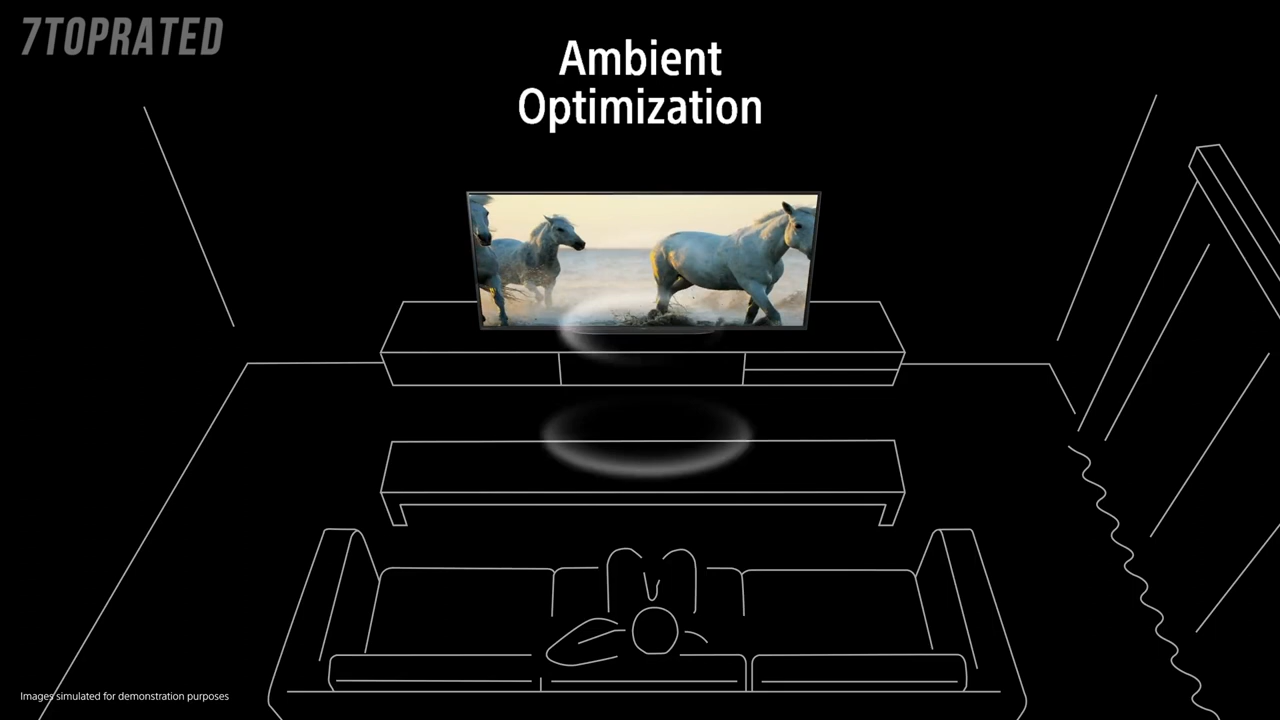 7TOPRATED
Ambient
Optimization
Images simulated for demonstration purposes